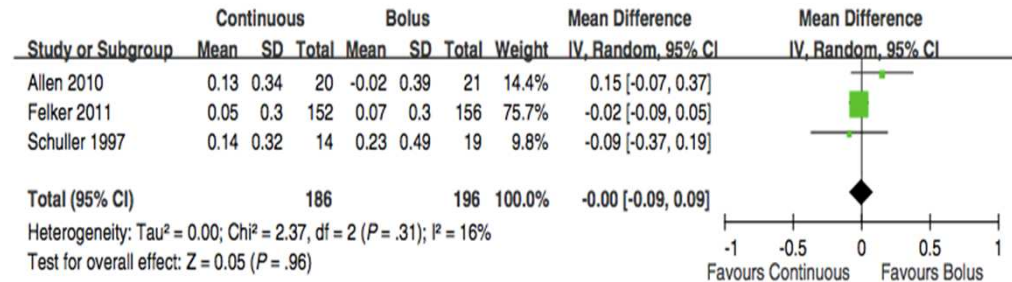 Continuous Bolus Mean Difference Mean Difference
Study or Subgroup Mean SD Total Mean SD Total Weight IV, Random, 95% CI IV, Random, 95% CI
Allen 2010 0.13 0.34 20 -0.02 0.39 21 14.4% 0.15 [-0.07, 0.37]
Felker 2011 0.05 0.3 152 0.07 0.3 156 75.7% -0.02 [-0.09, 0.05]
Schuller 1997 0.14 0.32 14 0.23 0.49 19 9.8% -0.09 [-0.37, 0.19]
Total (95% CI) 186 196 100.0% -0.00 [-0.09, 0.09]
Heterogeneity: Tau² = 0.00; Chi² = 2.37, df = 2 (P = .31); I² = 16%
Test for overall effect: Z = 0.05 (P = .96)
-1 -0.5 0 0.5 1
Favours Continuous Favours Bolus